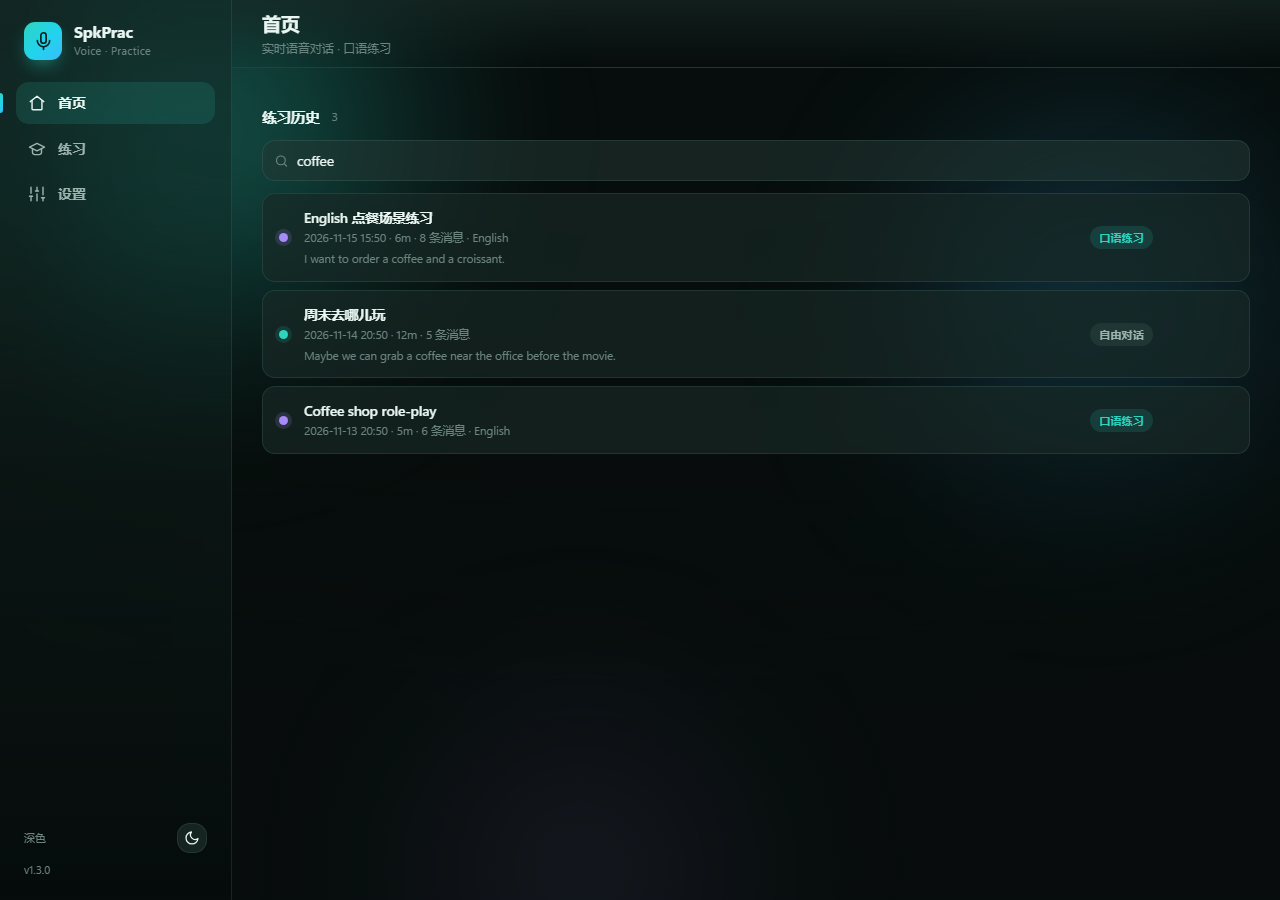 SpkPrac
Voice · Practice
首页
练习
设置
深色
v1.3.0
首页
实时语音对话 · 口语练习
练习历史 3
coffee
English 点餐场景练习
2026-11-15 15:50 · 6m · 8 条消息 · English
I want to order a coffee and a croissant.
口语练习
周末去哪儿玩
2026-11-14 20:50 · 12m · 5 条消息
Maybe we can grab a coffee near the office before the movie.
自由对话
Coffee shop role-play
2026-11-13 20:50 · 5m · 6 条消息 · English
口语练习